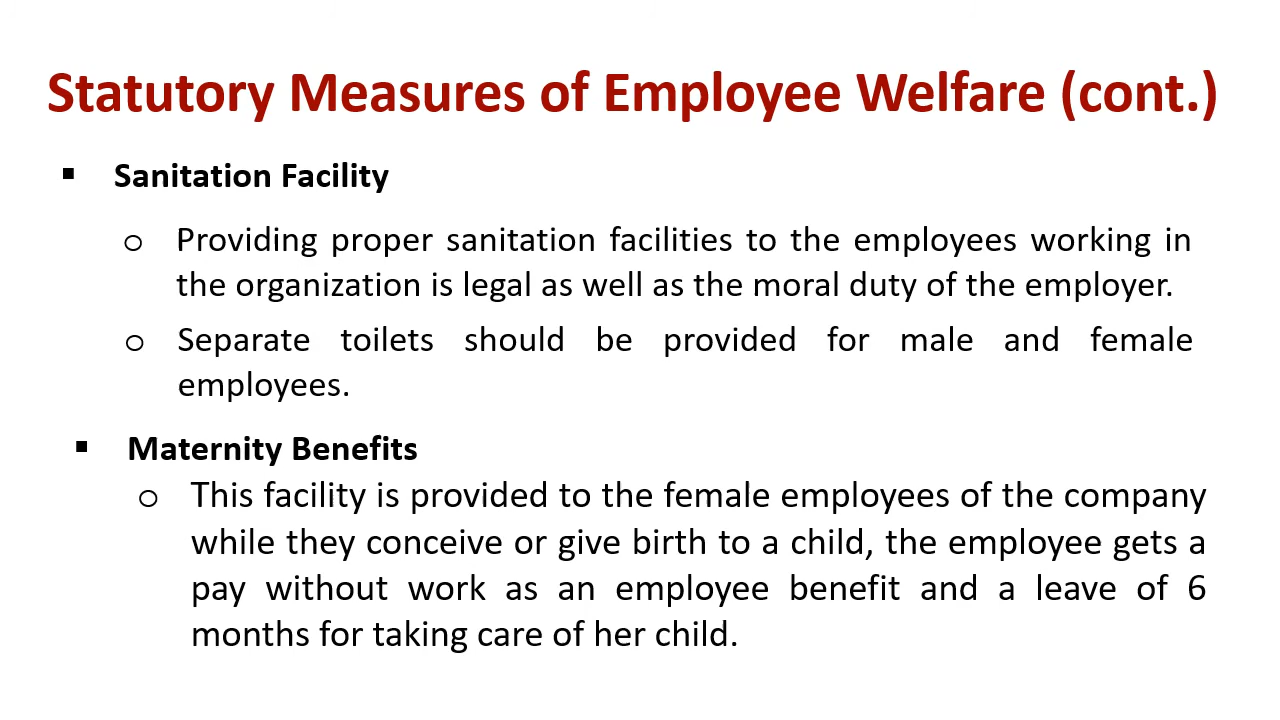 Statutory Measures of Employee Welfare (cont.)
▪ Sanitation Facility
o Providing proper sanitation facilities to the employees working in
the organization is legal as well as the moral duty of the employer.
o Separate toilets should be provided for male and female
employees.
▪ Maternity Benefits
o This facility is provided to the female employees of the company
while they conceive or give birth to a child, the employee gets a
pay without work as an employee benefit and a leave of 6
months for taking care of her child.